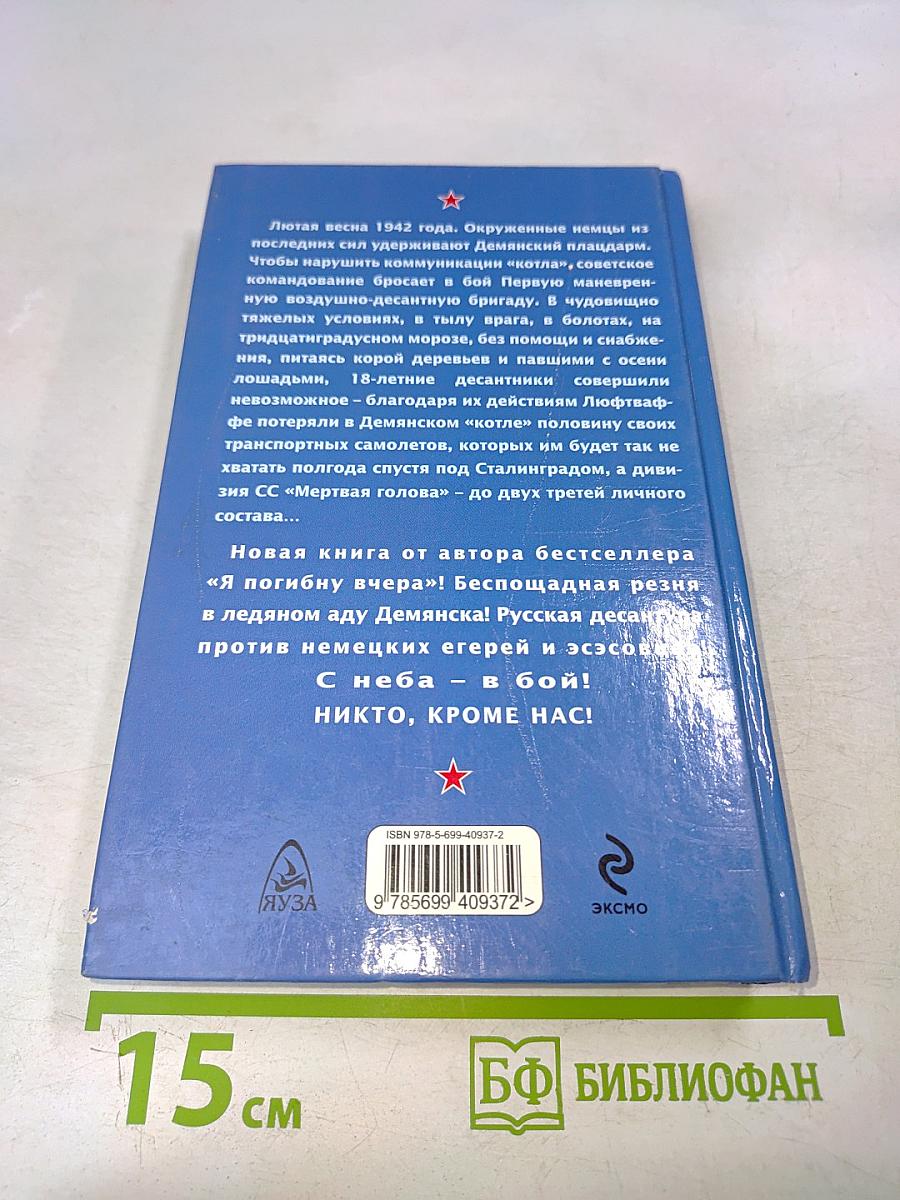 Лютая весна 1942 года. Окруженные немцы из
последних сил удерживают Демянский плацдарм.
Чтобы нарушить коммуникации «котла», советское
командование бросает в бой Первую маневрен-
ную воздушно-десантную бригаду. В чудовищно
тяжелых условиях, в тылу врага, в болотах, на
тридцатиградусном морозе, без помощи и снабже-
ния, питаясь корой деревьев и павшими с осени
лошадьми, 18-летние десантники совершили
невозможное – благодаря их действиям Люфтваф-
фе потеряли в Демянском «котле» половину своих
транспортных самолетов, которых им будет так не
хватать полгода спустя под Сталинградом, а диви-
зия СС «Мертвая голова» – до двух третей личного
состава...
Новая книга от автора бестселлера
«Я погибну вчера»! Беспощадная резня
в ледяном аду Демянска! Русская
против немецких егерей и
С неба – в бой!
НИКТО, КРОМЕ НАС!
ISBN 978-5-699-40937-2
9 785699 409372 >
ЯУЗА
ЭКСМО
15 см
БФ БИБЛИОФАН